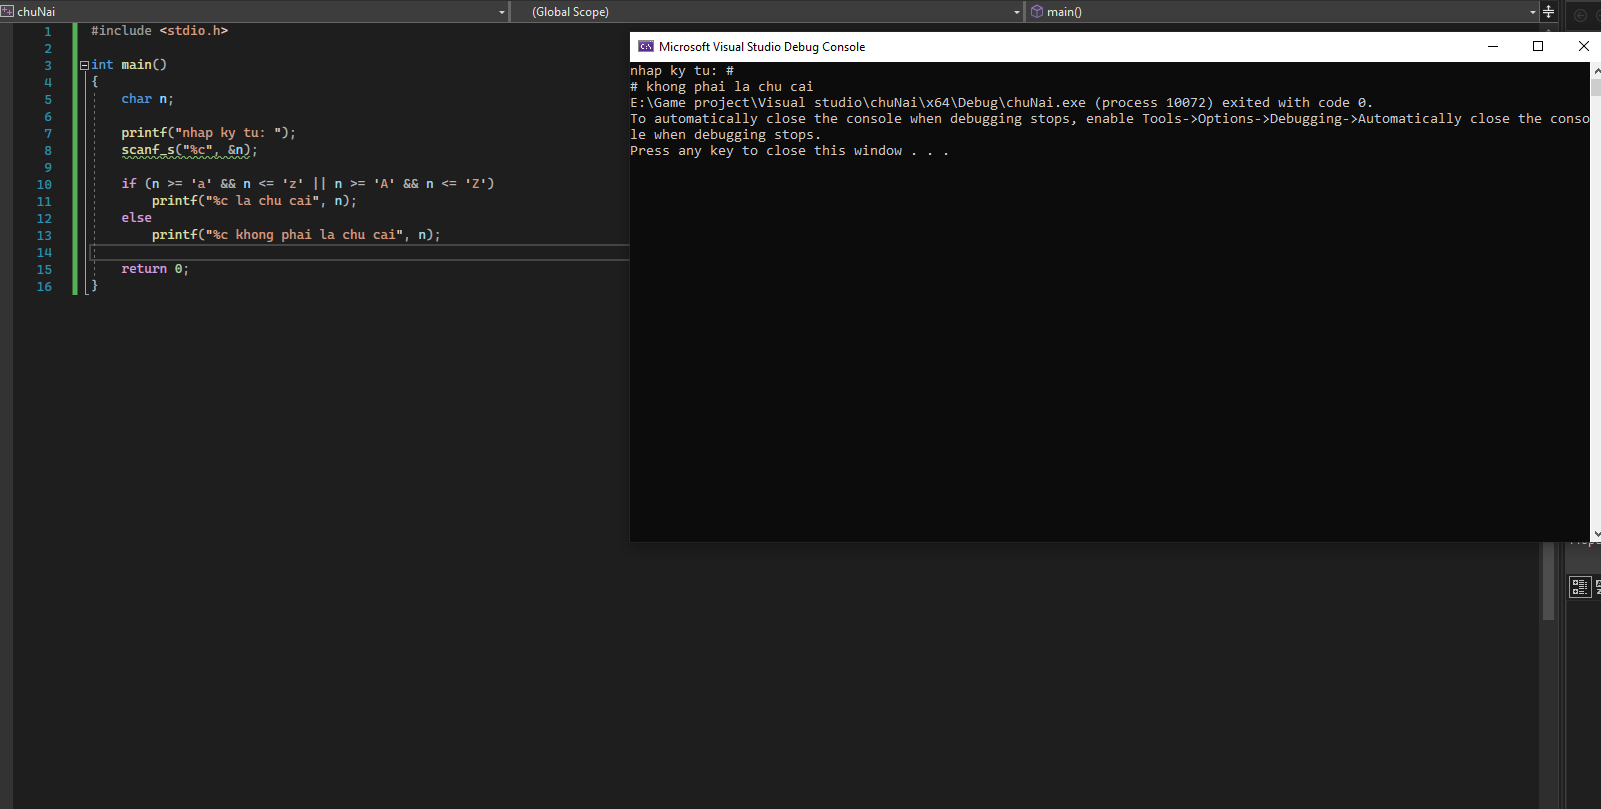 chuNai (Global Scope) main()
1 #include <stdio.h>
2
3 int main()
4 {
5 char n;
6
7 printf("nhap ky tu: ");
8 scanf_s("%c", &n);
9
10 if (n >= 'a' && n <= 'z' || n >= 'A' && n <= 'Z')
11 printf("%c la chu cai", n);
12 else
13 printf("%c khong phai la chu cai", n);
14
15 return 0;
16 }
Microsoft Visual Studio Debug Console
nhap ky tu: #
# khong phai la chu cai
E:\Game project\Visual studio\chuNai\x64\Debug\chuNai.exe (process 10072) exited with code 0.
To automatically close the console when debugging stops, enable Tools->Options->Debugging->Automatically close the conso
le when debugging stops.
Press any key to close this window . . .